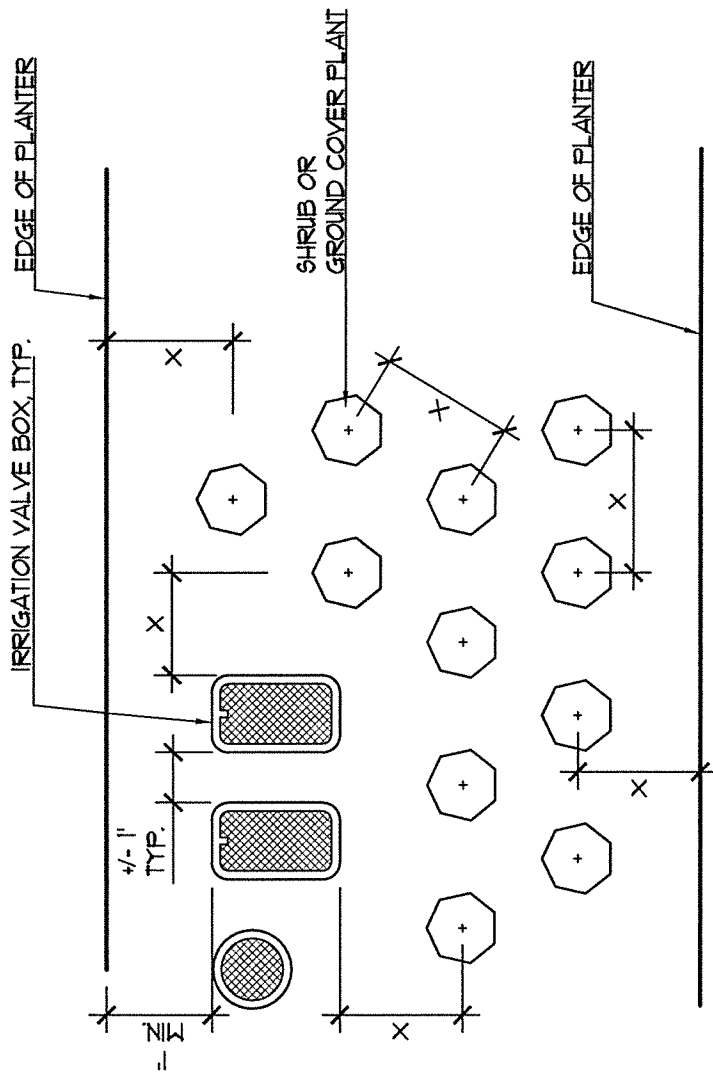 EDGE OF PLANTER
IRRIGATION VALVE BOX, TYP.
X
X
+/- 1'
TYP.
1'
MIN.
SHRUB OR
GROUND COVER PLANT
X
X
X
X
EDGE OF PLANTER